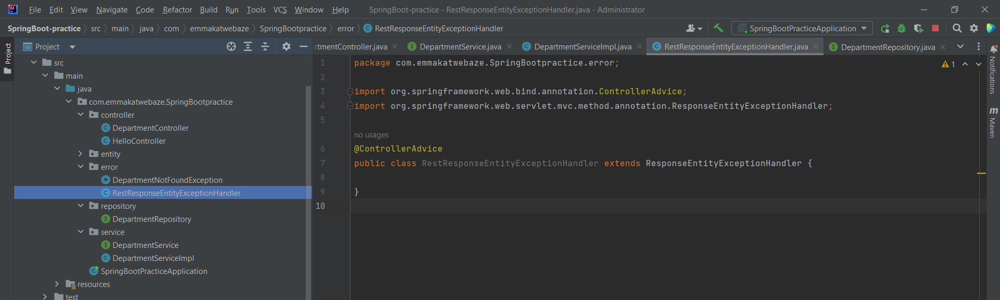 File Edit View Navigate Code Refactor Build Run Tools VCS Window Help SpringBoot-practice - RestResponseEntityExceptionHandler.java - Administrator
SpringBoot-practice src main java com emmakatwebaze SpringBootpractice error RestResponseEntityExceptionHandler SpringBootPracticeApplication
Project
Project
rtmentController.java DepartmentService.java DepartmentServiceImpl.java RestResponseEntityExceptionHandler.java DepartmentRepository.java
src
main
java
com.emmakatwebaze.SpringBootpractice
controller
DepartmentController
HelloController
entity
error
DepartmentNotFoundException
RestResponseEntityExceptionHandler
repository
DepartmentRepository
service
DepartmentService
DepartmentServiceImpl
SpringBootPracticeApplication
resources
test
1 package com.emmakatwebaze.SpringBootpractice.error;
2
3 import org.springframework.web.bind.annotation.ControllerAdvice;
4 import org.springframework.web.servlet.mvc.method.annotation.ResponseEntityExceptionHandler;
5
no usages
6 @ControllerAdvice
7 public class RestResponseEntityExceptionHandler extends ResponseEntityExceptionHandler {
8
9 }
10
1
Notifications
m
Maven